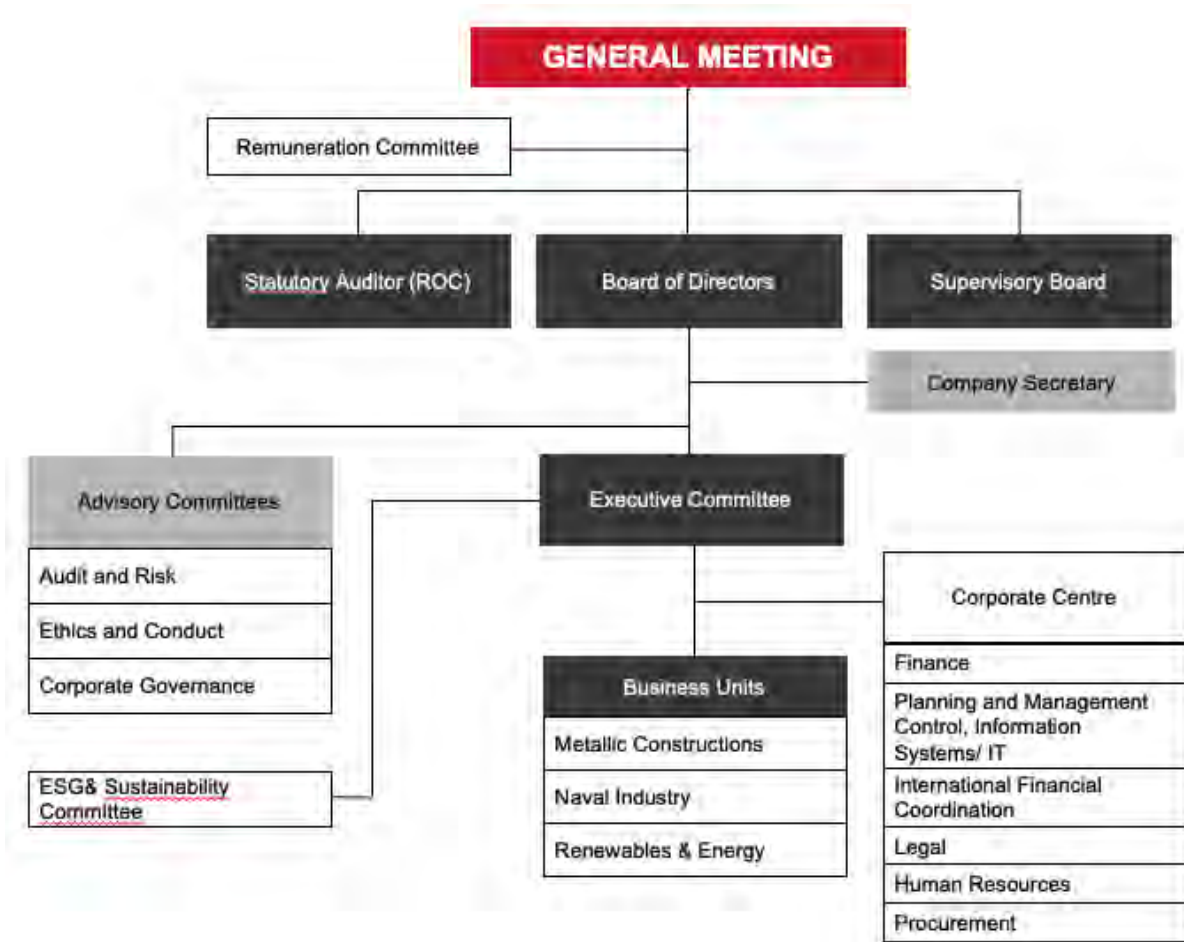 GENERAL MEETING
Remuneration Committee
Statutory Auditor (ROC)
Board of Directors
Supervisory Board
Company Secretary
Advisory Committees
Audit and Risk
Ethics and Conduct
Corporate Governance
ESG& Sustainability
Committee
Executive Committee
Business Units
Metallic Constructions
Naval Industry
Renewables & Energy
Corporate Centre
Finance
Planning and Management
Control, Information
Systems/ IT
International Financial
Coordination
Legal
Human Resources
Procurement